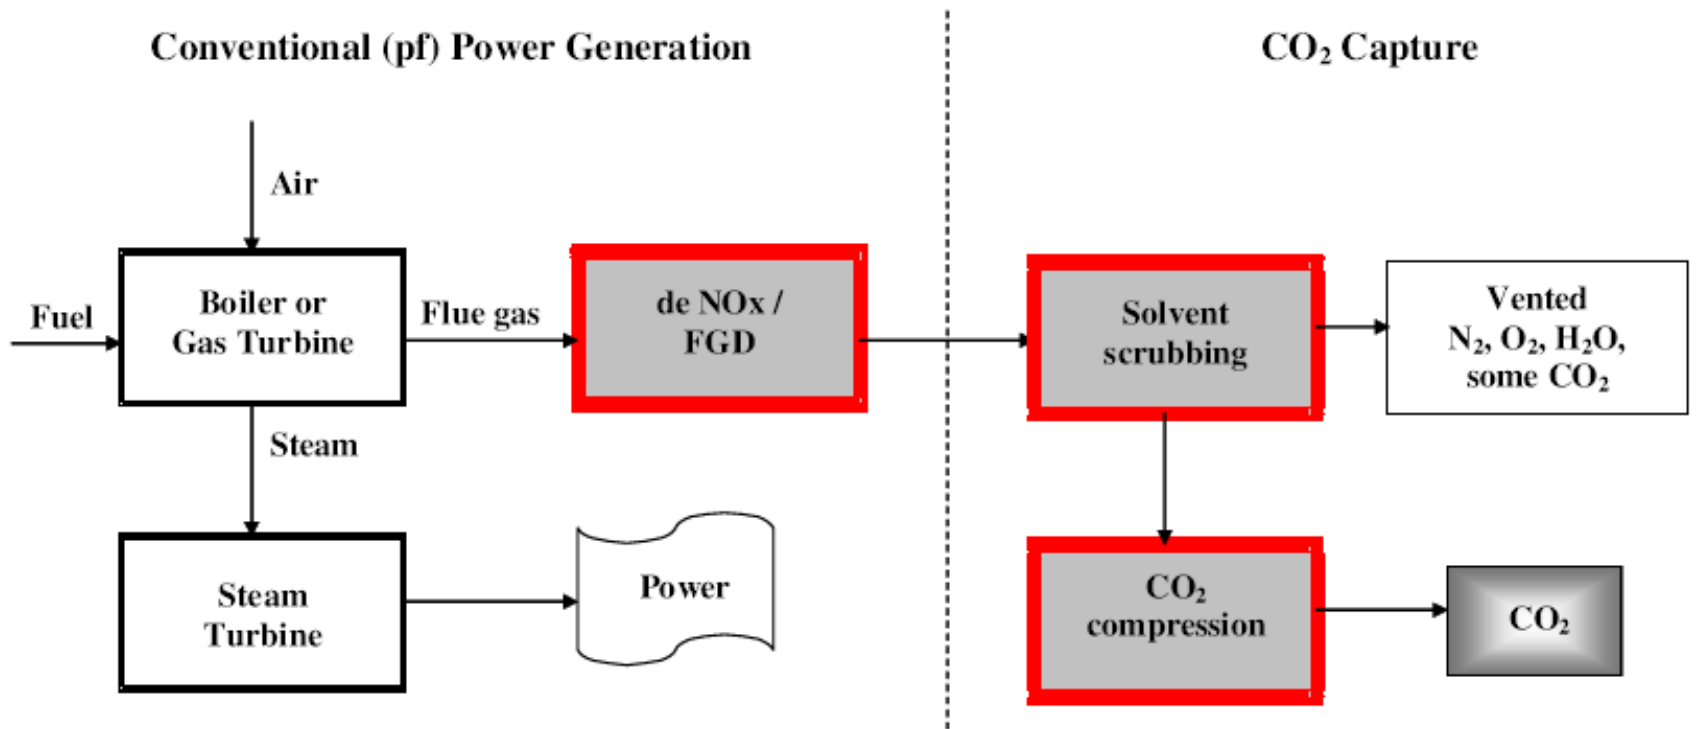 Conventional (pf) Power Generation
CO₂ Capture
Air
Fuel
Boiler or
Gas Turbine
Flue gas
de NOx /
FGD
Solvent
scrubbing
Vented
N₂, O₂, H₂O,
some CO₂
Steam
Steam
Turbine
Power
CO₂
compression
CO₂